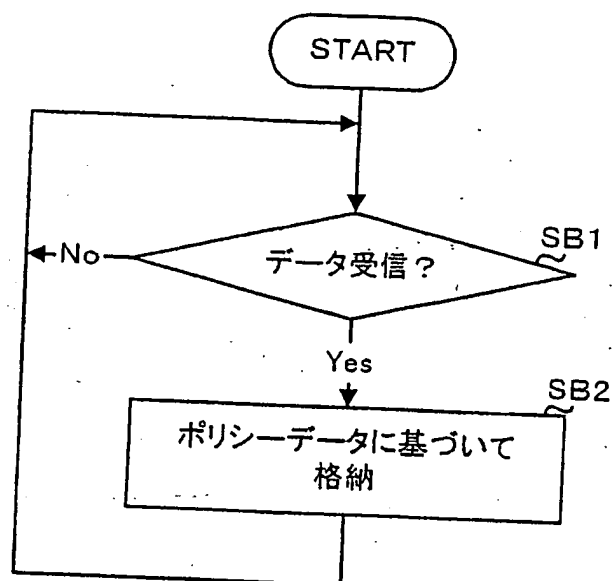 START
データ受信？
SB1
No
Yes
SB2
ポリシーデータに基づいて
格納